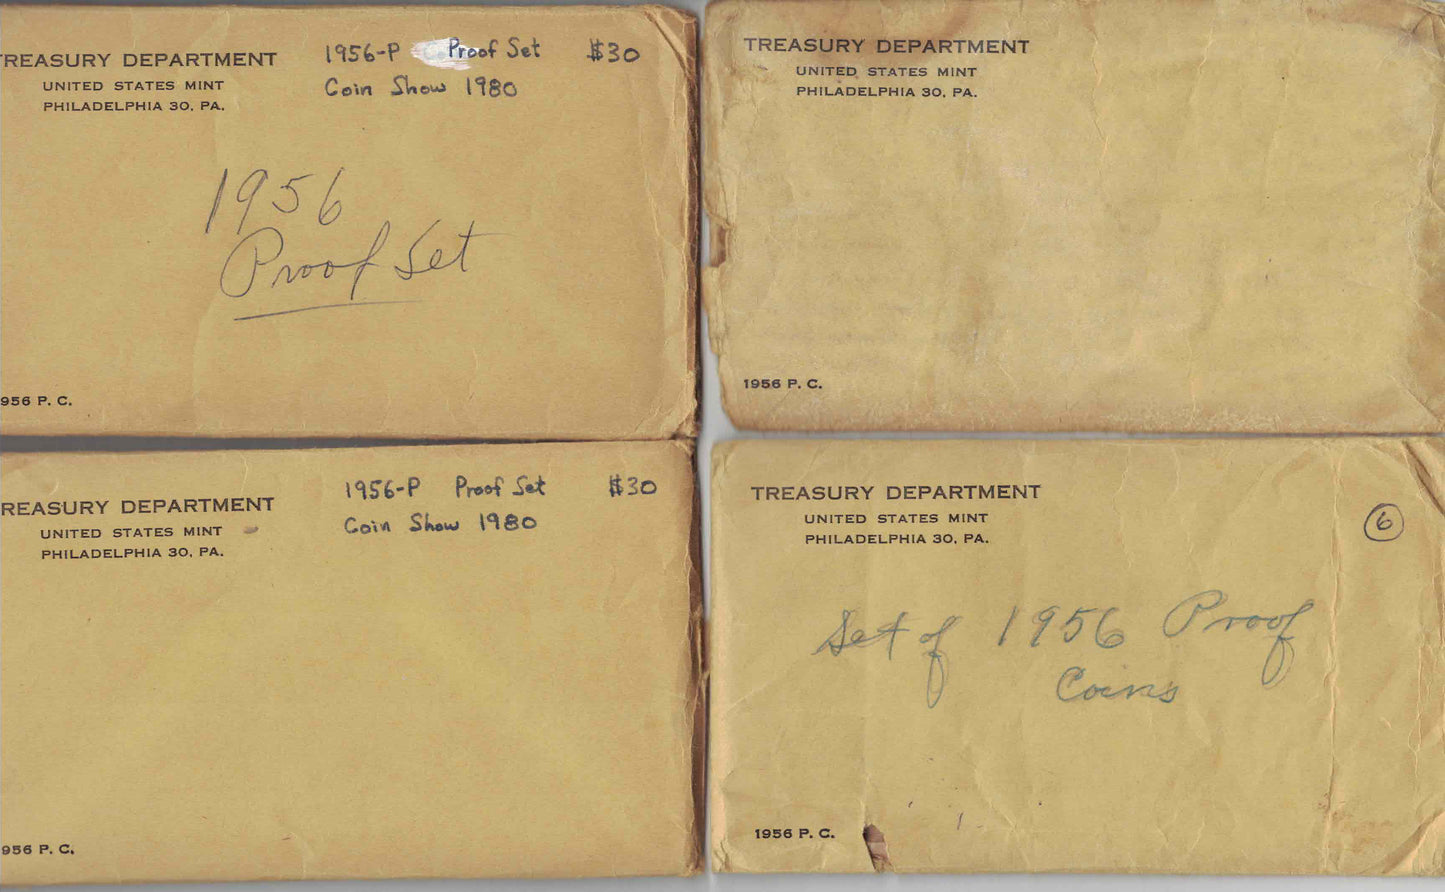 TREASURY DEPARTMENT
UNITED STATES MINT
PHILADELPHIA 30, PA.
1956-P Proof Set $30
Coin Show 1980
1956
Proof Set
956 P. C.
TREASURY DEPARTMENT
UNITED STATES MINT
PHILADELPHIA 30, PA.
1956 P. C.
REASURY DEPARTMENT
UNITED STATES MINT
PHILADELPHIA 30, PA.
1956-P Proof Set $30
Coin Show 1980
956 P. C.
TREASURY DEPARTMENT
UNITED STATES MINT
PHILADELPHIA 30, PA.
6
Set of 1956 Proof
Coins
1956 P. C.